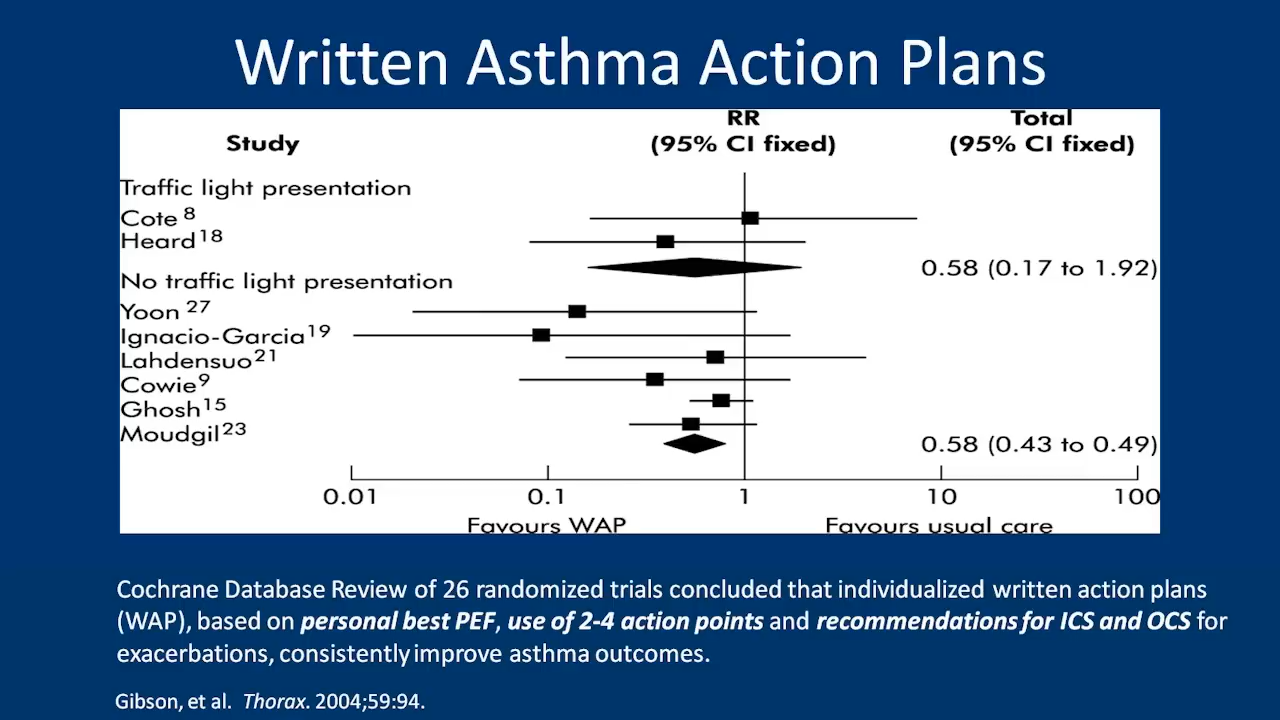 Written Asthma Action Plans
Study
RR
(95% CI fixed)
Total
(95% CI fixed)
Traffic light presentation
Cote 8
Heard 18
0.58 (0.17 to 1.92)
No traffic light presentation
Yoon 27
Ignacio-Garcia 19
Lahdensuo 21
Cowie 9
Ghosh 15
Moudgil 23
0.58 (0.43 to 0.49)
0.01 0.1 1 10 100
Favours WAP Favours usual care
Cochrane Database Review of 26 randomized trials concluded that individualized written action plans
(WAP), based on personal best PEF, use of 2-4 action points and recommendations for ICS and OCS for
exacerbations, consistently improve asthma outcomes.
Gibson, et al. Thorax. 2004;59:94.